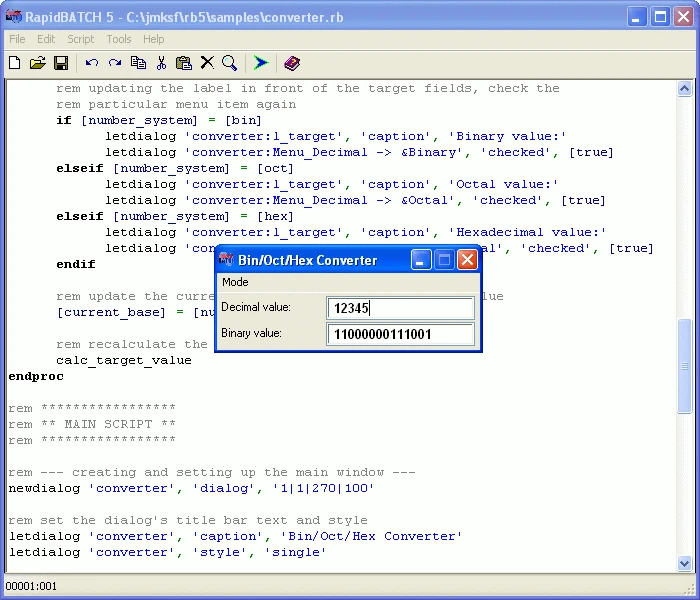 RapidBATCH 5 - C:\jmksf\rb5\samples\converter.rb
File Edit Script Tools Help
rem updating the label in front of the target fields, check the
rem particular menu item again
if [number_system] = [bin]
letdialog 'converter:l_target', 'caption', 'Binary value:'
letdialog 'converter:Menu_Decimal -> &Binary', 'checked', [true]
elseif [number_system] = [oct]
letdialog 'converter:l_target', 'caption', 'Octal value:'
letdialog 'converter:Menu_Decimal -> &Octal', 'checked', [true]
elseif [number_system] = [hex]
letdialog 'converter:l_target', 'caption', 'Hexadecimal value:'
letdialog 'con al', 'checked', [true]
endif
rem update the curre ue
[current_base] = [nu
rem recalculate the
calc_target_value
endproc
Bin/Oct/Hex Converter
Mode
Decimal value: 12345
Binary value: 11000000111001
rem *****************
rem ** MAIN SCRIPT **
rem *****************
rem --- creating and setting up the main window ---
newdialog 'converter', 'dialog', '1|1|270|100'
rem set the dialog's title bar text and style
letdialog 'converter', 'caption', 'Bin/Oct/Hex Converter'
letdialog 'converter', 'style', 'single'
00001:001